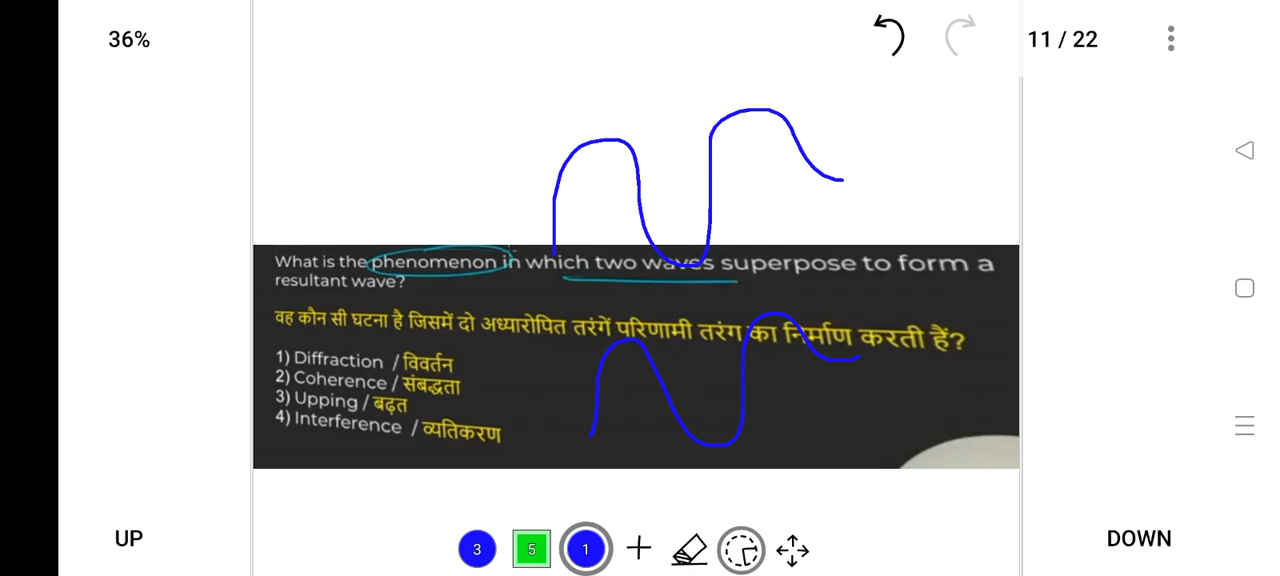 36%
11 / 22
What is the phenomenon in which two waves superpose to form a
resultant wave?
वह कौन सी घटना है जिसमें दो अध्यारोपित तरंगें परिणामी तरंग का निर्माण करती हैं?
1) Diffraction / विवर्तन
2) Coherence / संबद्धता
3) Upping / बढ़त
4) Interference / व्यतिकरण
UP
3
5
1
DOWN